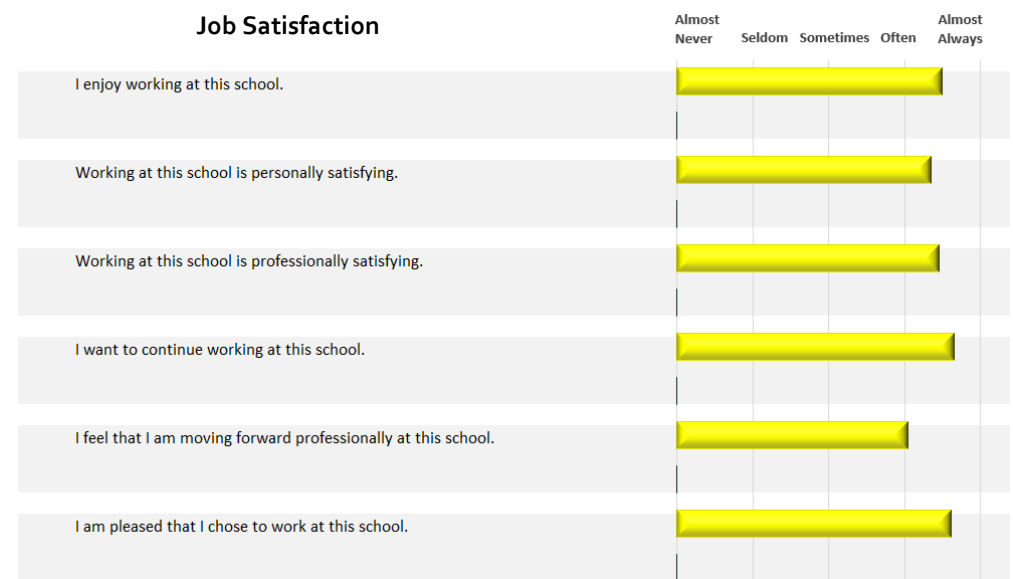 Job Satisfaction
Almost Never
Seldom
Sometimes
Often
Almost Always
I enjoy working at this school.
Working at this school is personally satisfying.
Working at this school is professionally satisfying.
I want to continue working at this school.
I feel that I am moving forward professionally at this school.
I am pleased that I chose to work at this school.